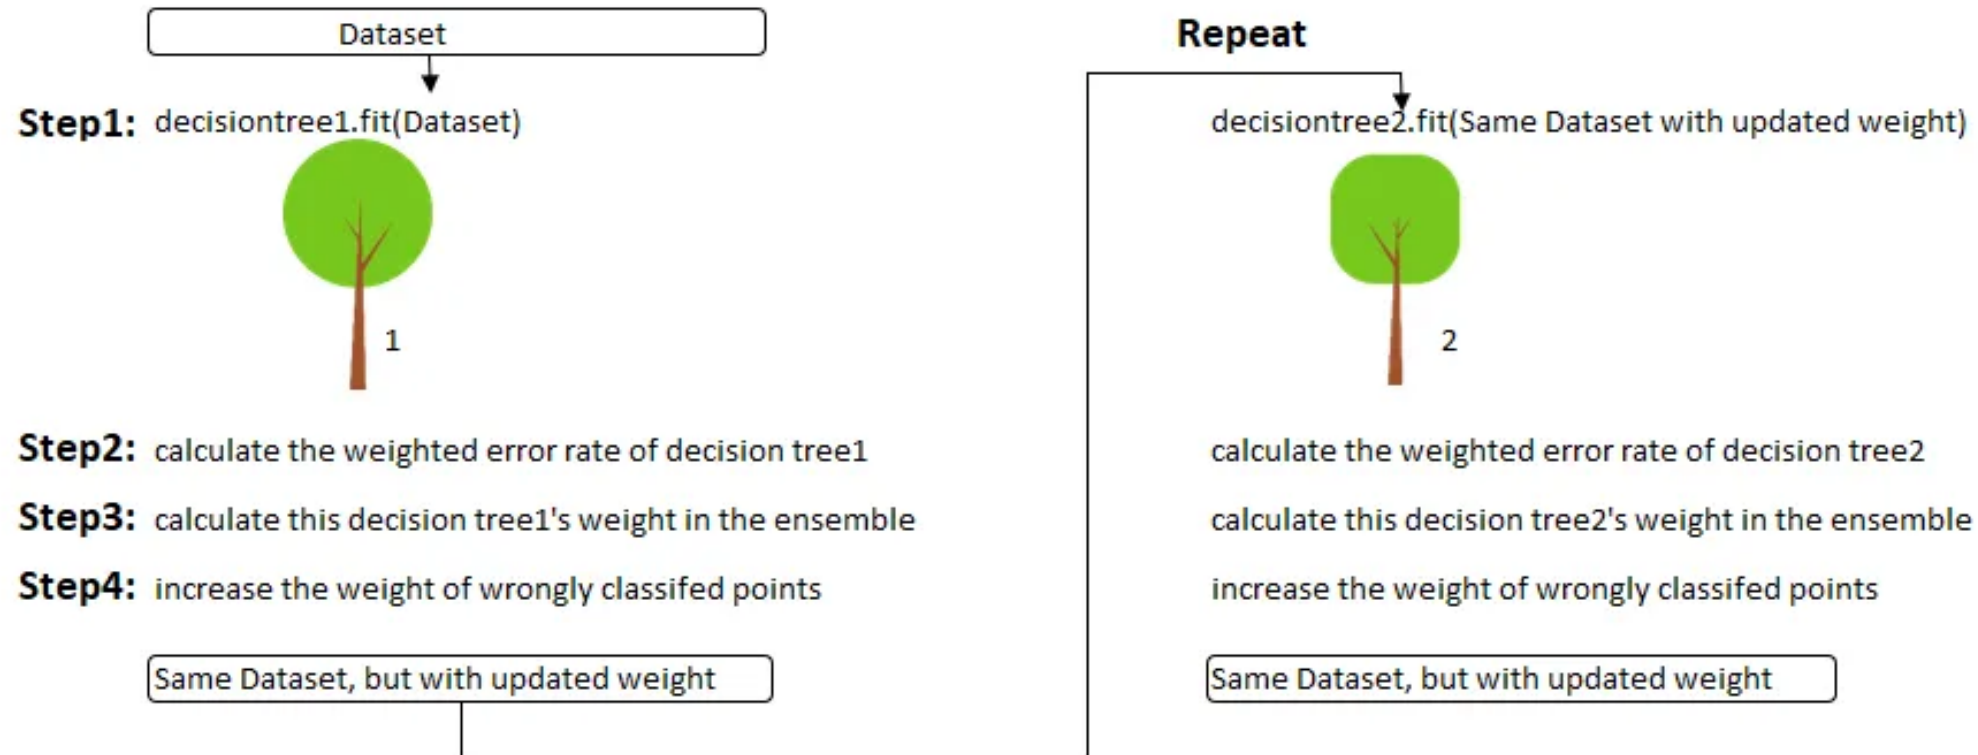 Dataset
Step1: decisiontree1.fit(Dataset)
1
Step2: calculate the weighted error rate of decision tree1
Step3: calculate this decision tree1's weight in the ensemble
Step4: increase the weight of wrongly classifed points
Same Dataset, but with updated weight
Repeat
decisiontree2.fit(Same Dataset with updated weight)
2
calculate the weighted error rate of decision tree2
calculate this decision tree2's weight in the ensemble
increase the weight of wrongly classifed points
Same Dataset, but with updated weight